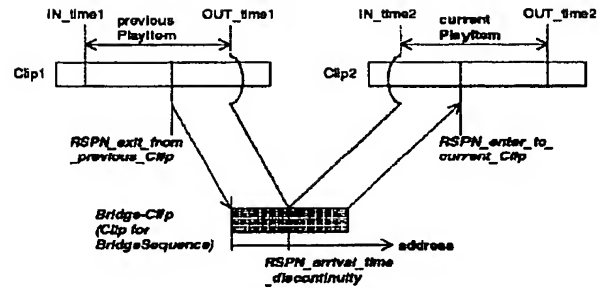 IN_time1
previous
PlayItem
OUT_time1
IN_time2
current
PlayItem
OUT_time2
Clip1
Clip2
RSPN_exit_from
_previous_Clip
RSPN_enter_to_
current_Clip
Bridge-Clip
(Clip for
BridgeSequence)
address
RSPN_arrival_time
_discontinuity